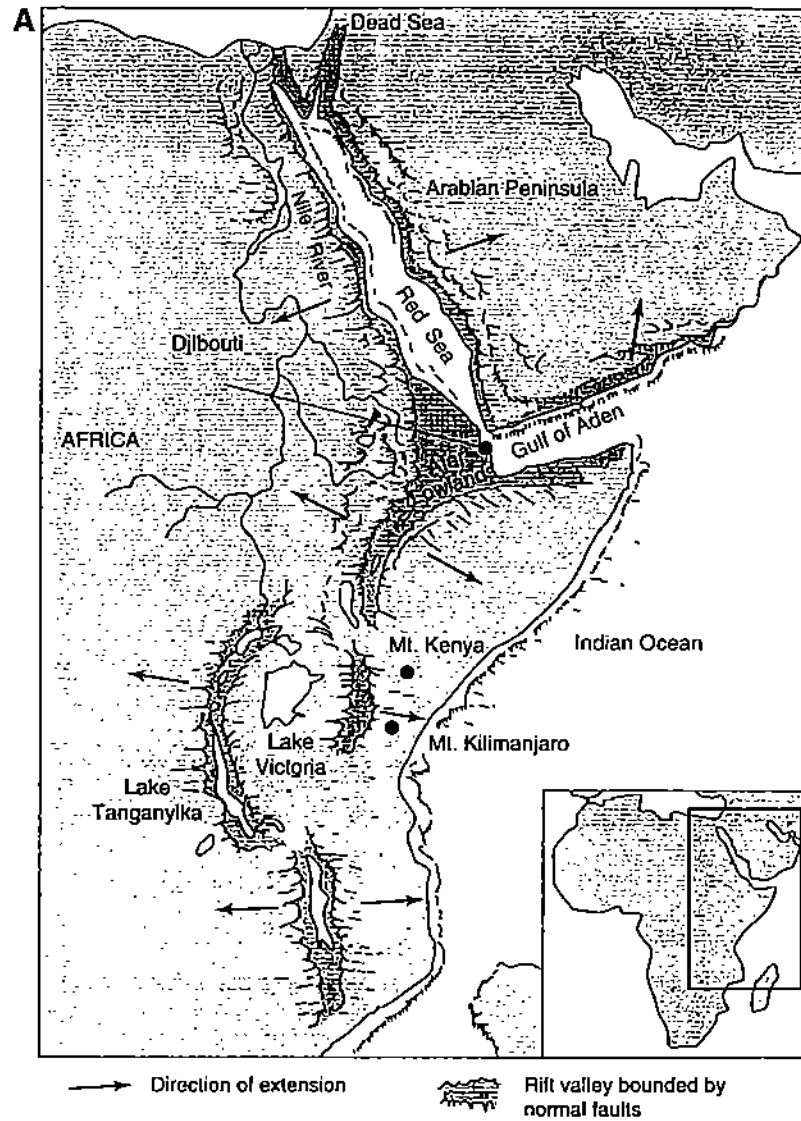 A
Dead Sea
Arabian Peninsula
Nile
River
Red Sea
Djibouti
AFRICA
Gulf of Aden
Afar
Lowlands
Mt. Kenya
Indian Ocean
Lake
Victoria
Mt. Kilimanjaro
Lake
Tanganyika
Direction of extension
Rift valley bounded by
normal faults